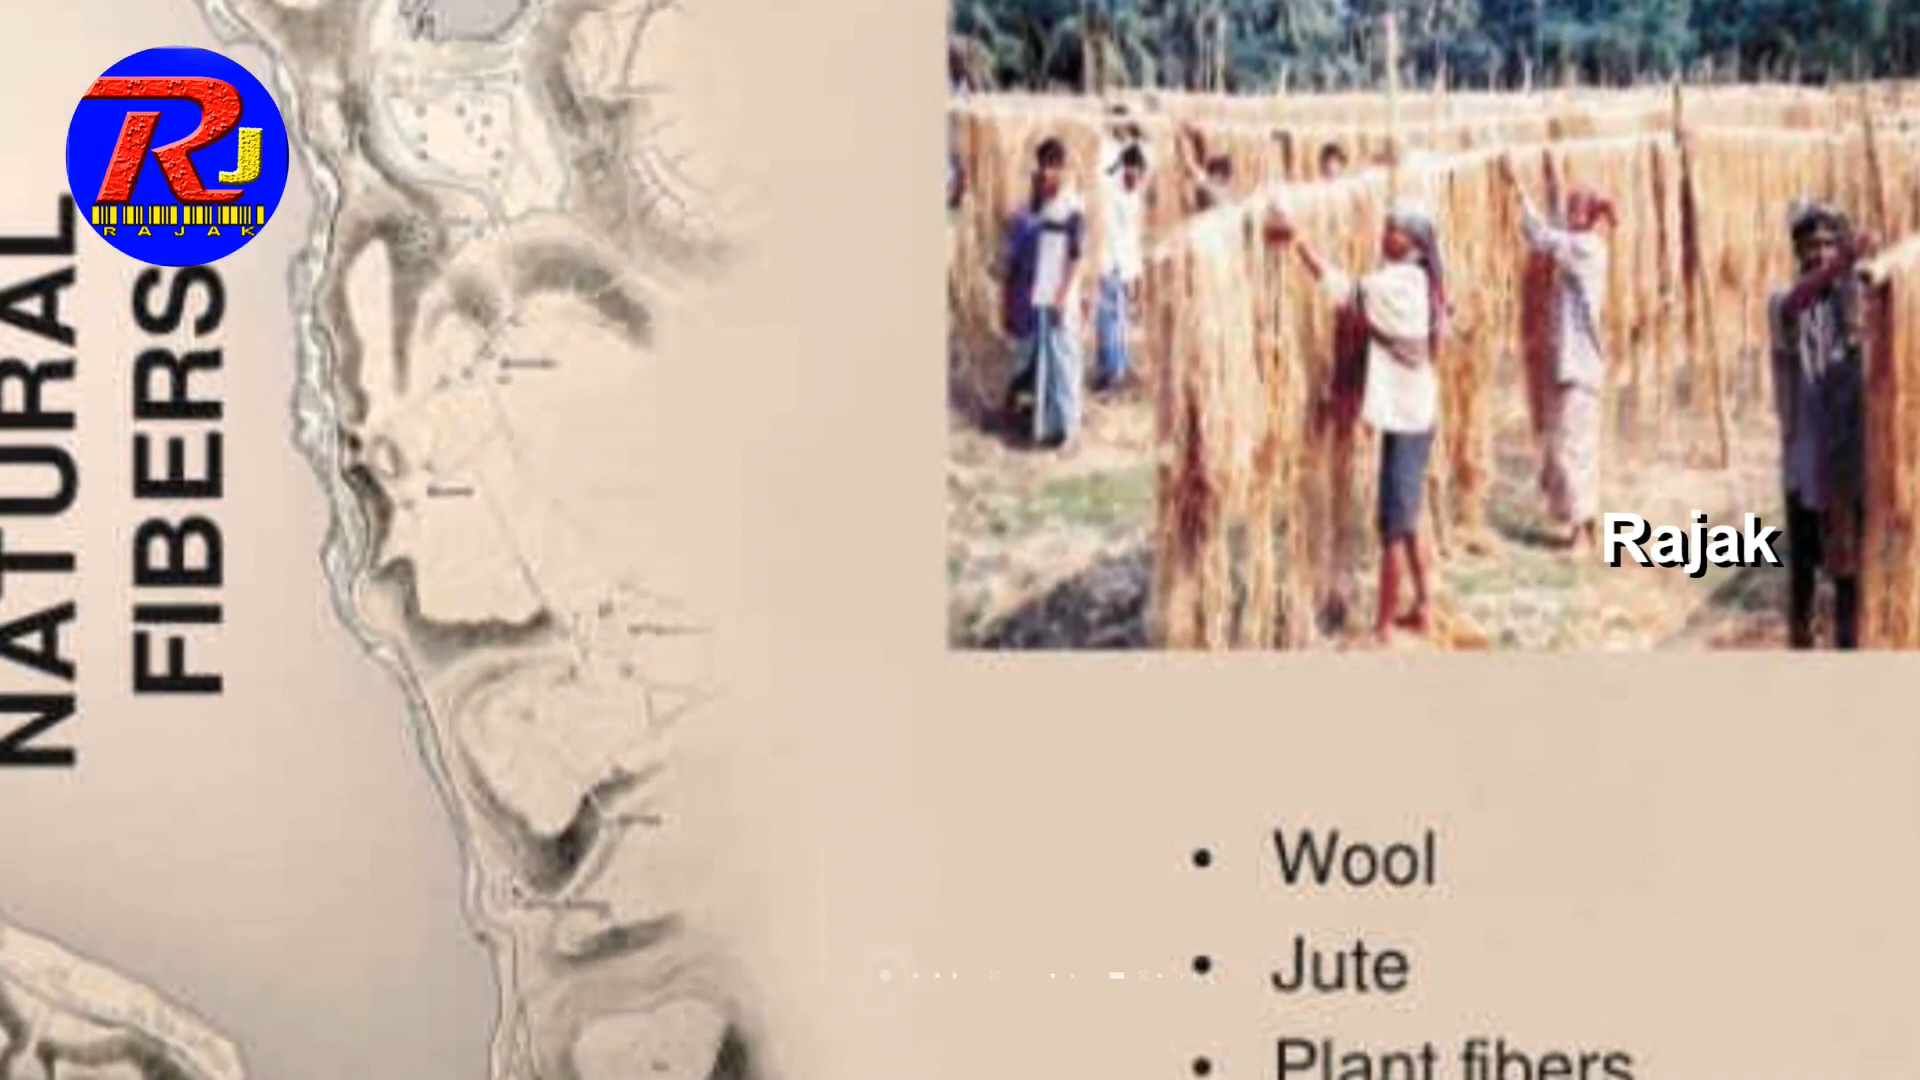 NATURAL
FIBERS
RJ
RAJAK
Rajak
• Wool
• Jute
• Plant fibers